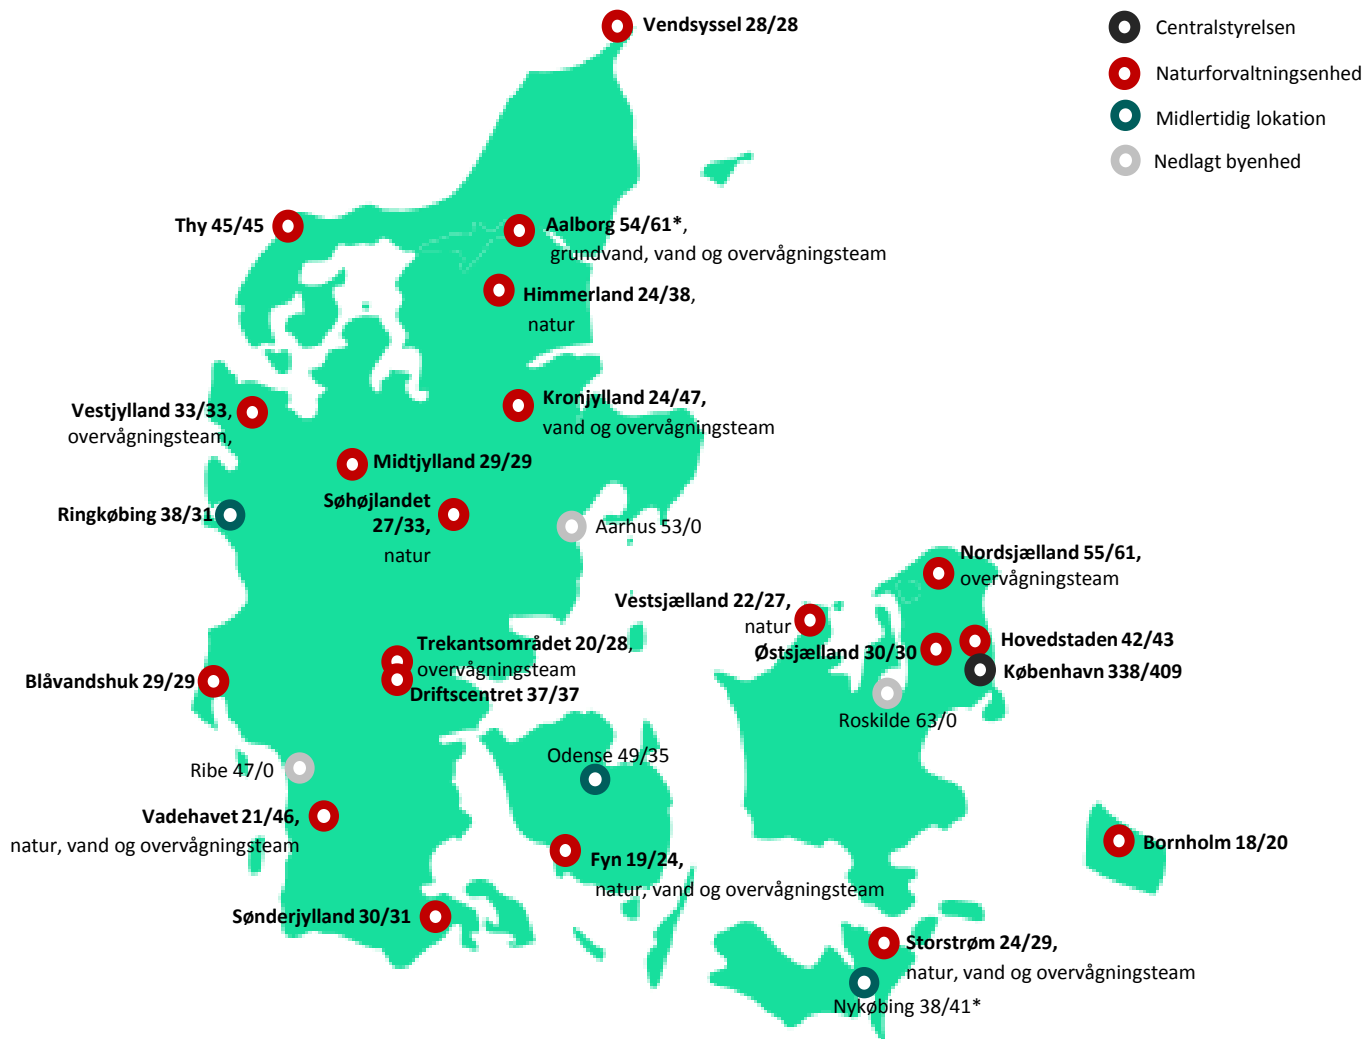 Vendsyssel 28/28
Centralstyrelsen
Naturforvaltningsenhed
Midlertidig lokation
Nedlagt byenhed
Thy 45/45
Aalborg 54/61*,
grundvand, vand og overvågningsteam
Himmerland 24/38,
natur
Vestjylland 33/33,
overvågningsteam,
Kronjylland 24/47,
vand og overvågningsteam
Midtjylland 29/29
Søhøjlandet
27/33,
natur
Ringkøbing 38/31
Aarhus 53/0
Nordsjælland 55/61,
overvågningsteam
Vestsjælland 22/27,
natur
Østsjælland 30/30
Hovedstaden 42/43
København 338/409
Roskilde 63/0
Trekantsområdet 20/28,
overvågningsteam
Driftscentret 37/37
Blåvandshuk 29/29
Ribe 47/0
Odense 49/35
Vadehavet 21/46,
natur, vand og overvågningsteam
Fyn 19/24,
natur, vand og overvågningsteam
Bornholm 18/20
Sønderjylland 30/31
Storstrøm 24/29,
natur, vand og overvågningsteam
Nykøbing 38/41*